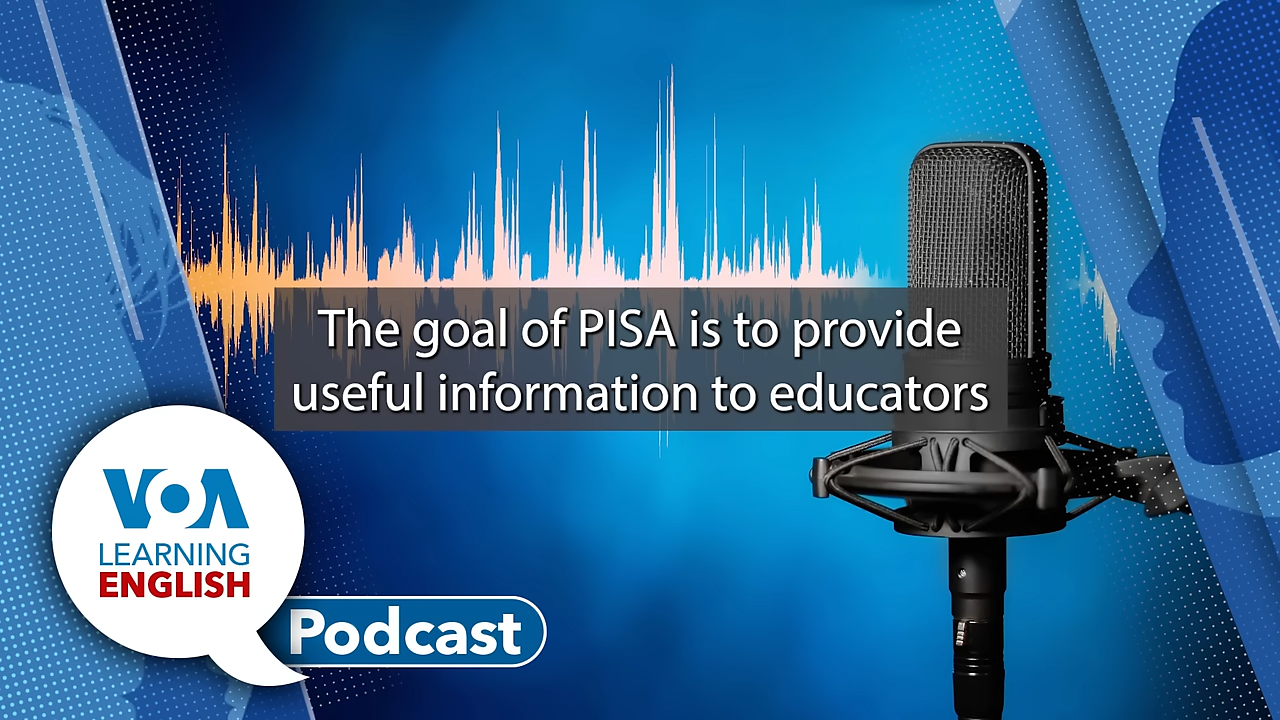 The goal of PISA is to provide
useful information to educators
VOA
LEARNING
ENGLISH
Podcast